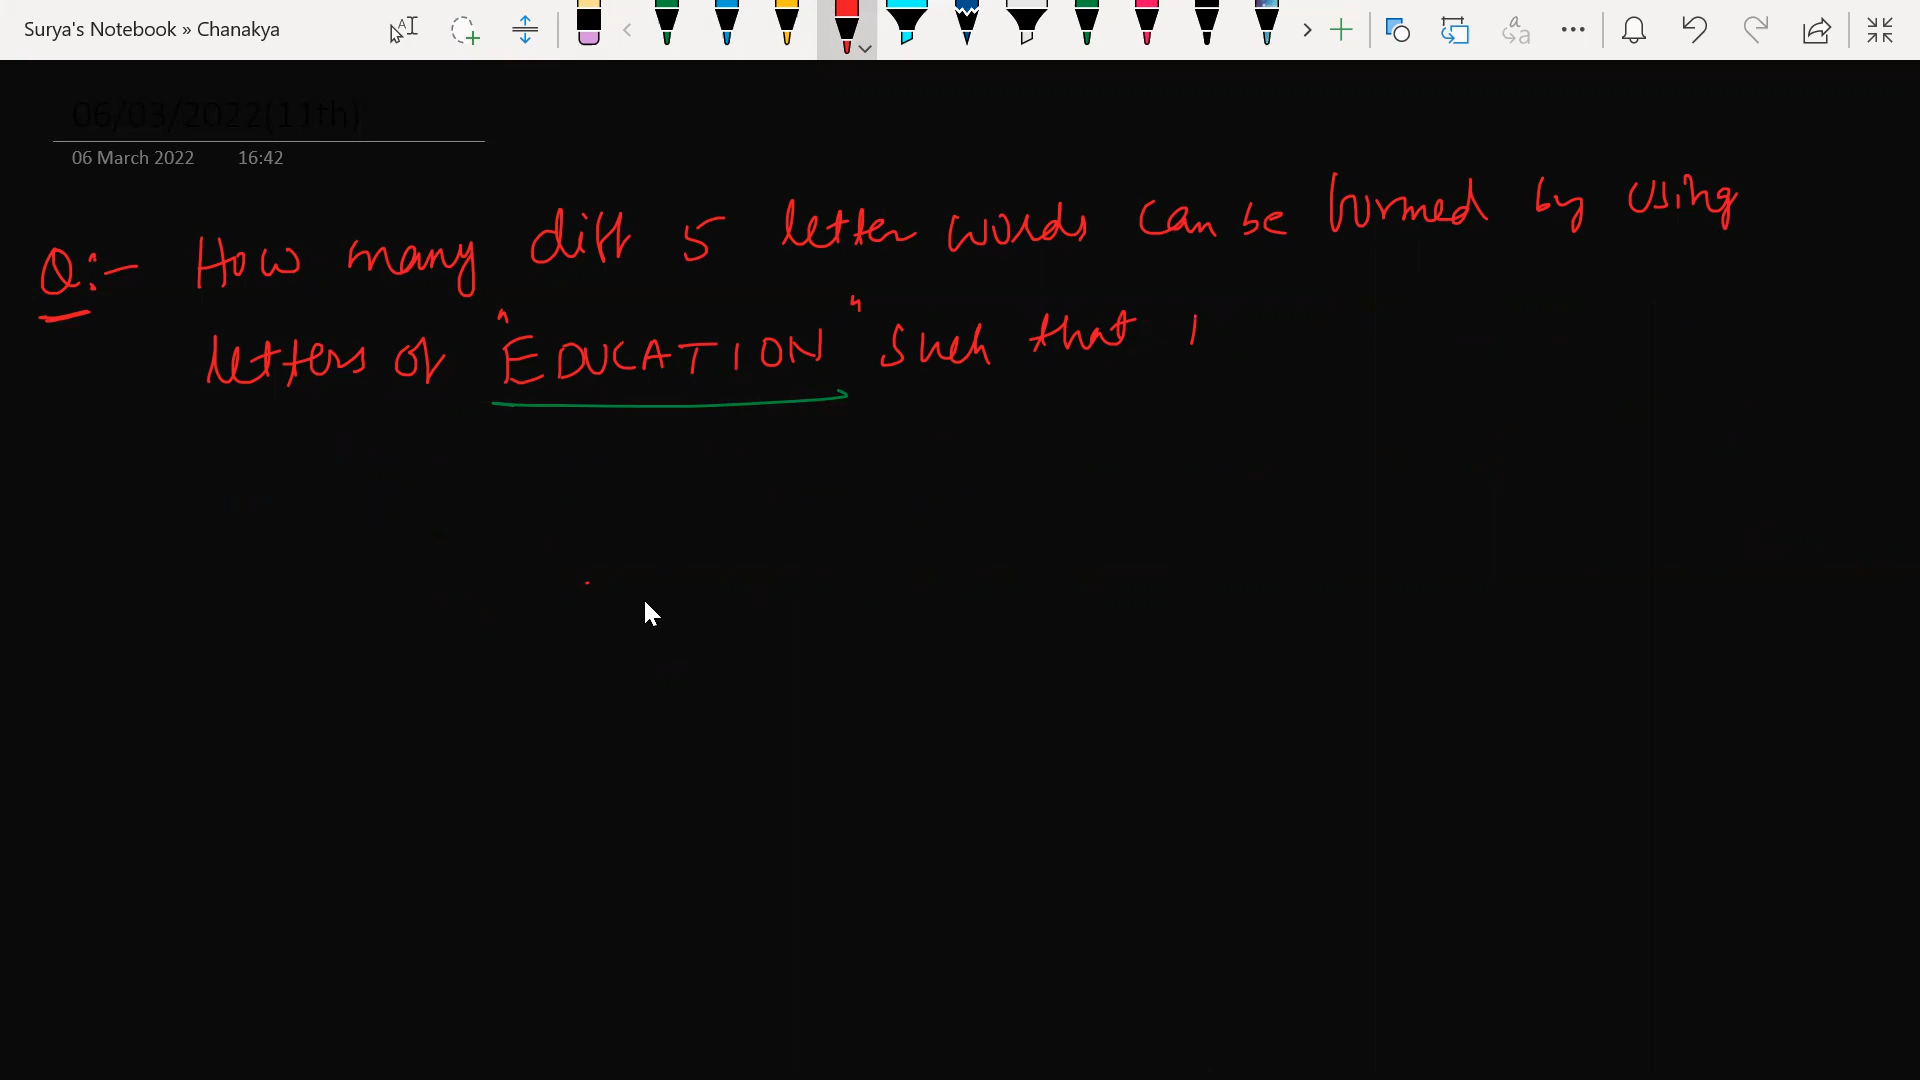 Surya's Notebook » Chanakya
06/03/2022(11th)
06 March 2022 16:42
Q:- How many diff 5 letter words can be formed by using
letters of "EDUCATION" such that 1